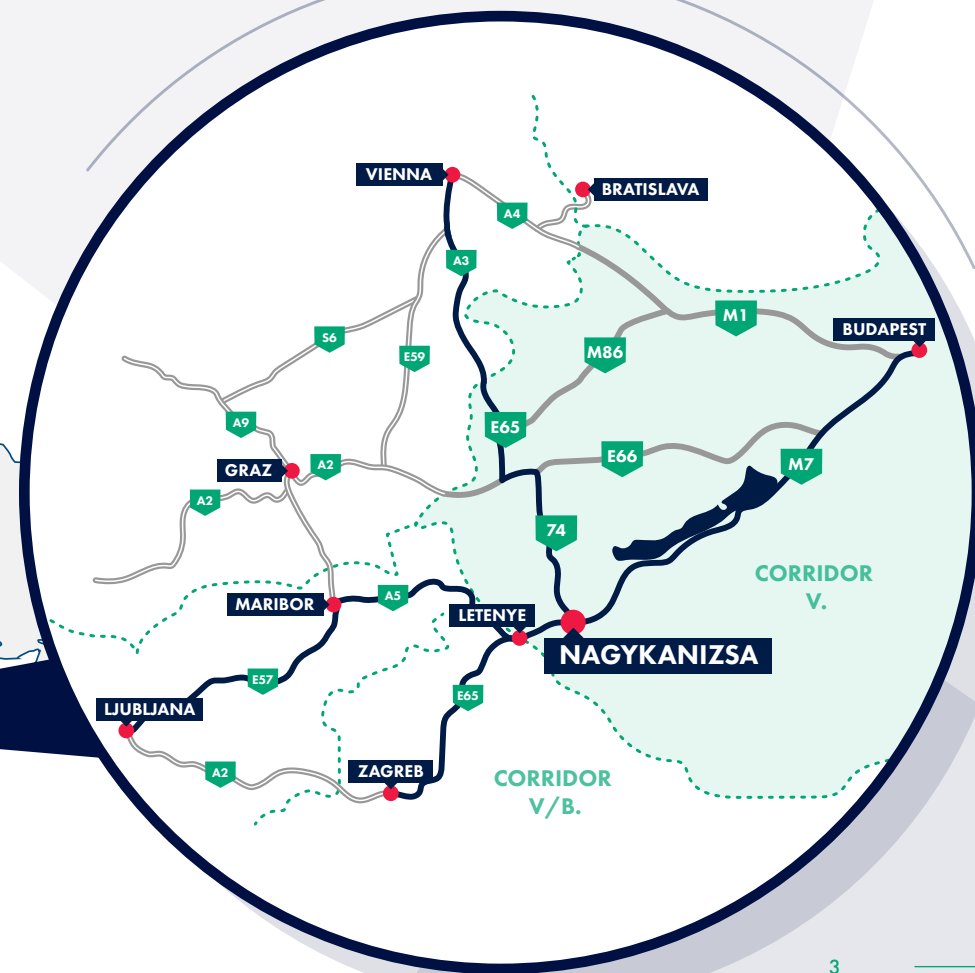 VIENNA
BRATISLAVA
A4
A3
M1
S6
BUDAPEST
M86
E59
A9
E65
E66
M7
GRAZ
A2
A2
74
CORRIDOR
V.
A5
MARIBOR
LETENYE
NAGYKANIZSA
E57
E65
LJUBLJANA
A2
ZAGREB
CORRIDOR
V/B.
3